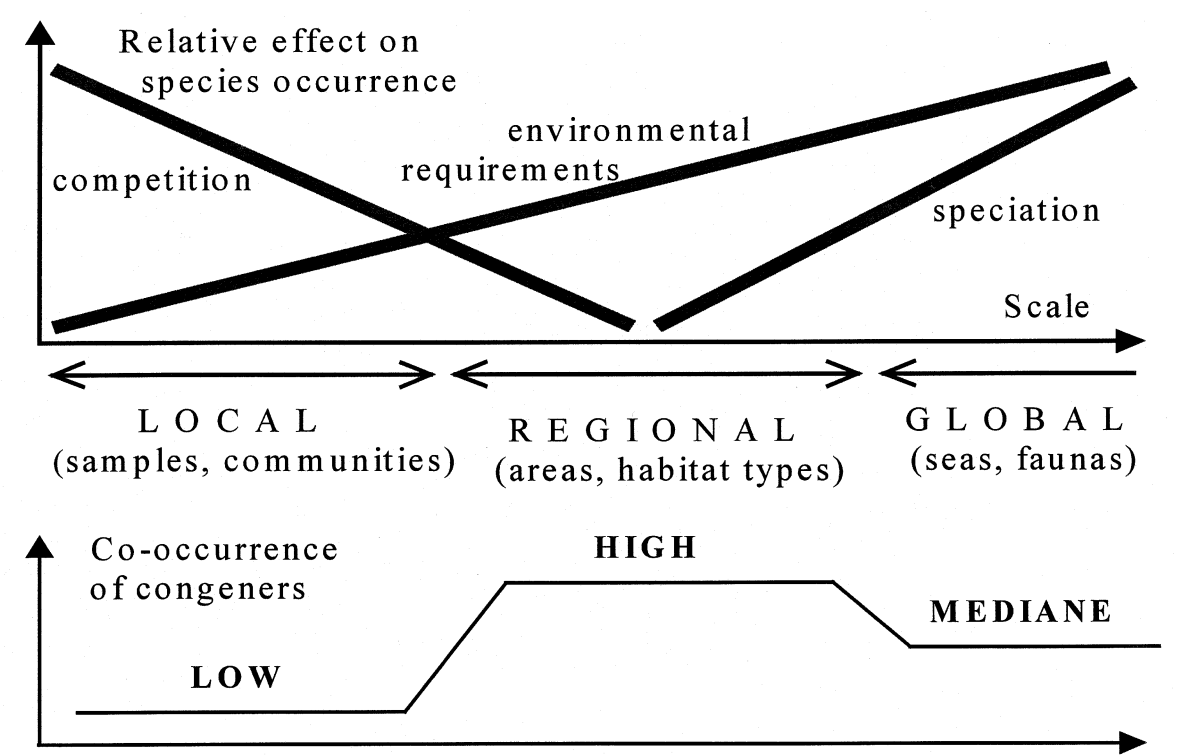 Relative effect on
species occurrence
environmental
requirements
competition
speciation
Scale
LOCAL
(samples, communities)
REGIONAL
(areas, habitat types)
GLOBAL
(seas, faunas)
Co-occurrence
of congeners
HIGH
MEDIANE
LOW